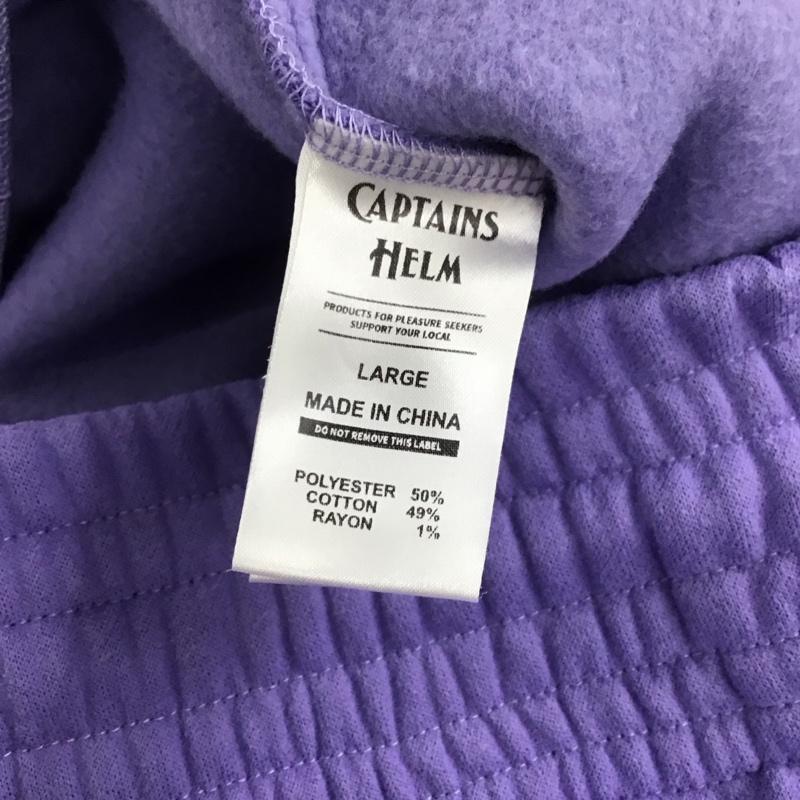 CAPTAINS
HELM
PRODUCTS FOR PLEASURE SEEKERS
SUPPORT YOUR LOCAL
LARGE
MADE IN CHINA
DO NOT REMOVE THIS LABEL
POLYESTER 50%
COTTON 49%
RAYON 1%